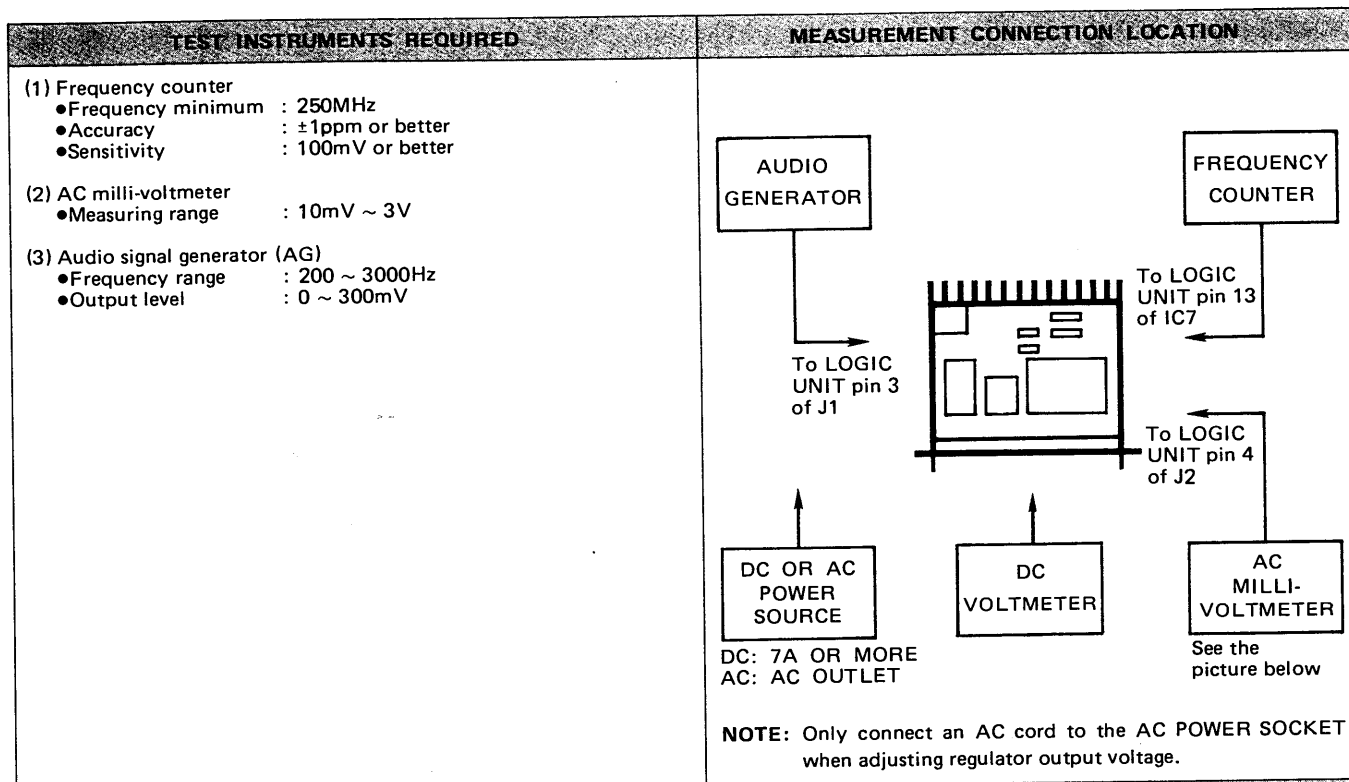 TEST INSTRUMENTS REQUIRED
(1) Frequency counter
●Frequency minimum : 250MHz
●Accuracy : ±1ppm or better
●Sensitivity : 100mV or better
(2) AC milli-voltmeter
●Measuring range : 10mV ~ 3V
(3) Audio signal generator (AG)
●Frequency range : 200 ~ 3000Hz
●Output level : 0 ~ 300mV
MEASUREMENT CONNECTION LOCATION
AUDIO
GENERATOR
FREQUENCY
COUNTER
To LOGIC
UNIT pin 13
of IC7
To LOGIC
UNIT pin 3
of J1
To LOGIC
UNIT pin 4
of J2
DC OR AC
POWER
SOURCE
DC: 7A OR MORE
AC: AC OUTLET
DC
VOLTMETER
AC
MILLI-
VOLTMETER
See the
picture below
NOTE: Only connect an AC cord to the AC POWER SOCKET
when adjusting regulator output voltage.